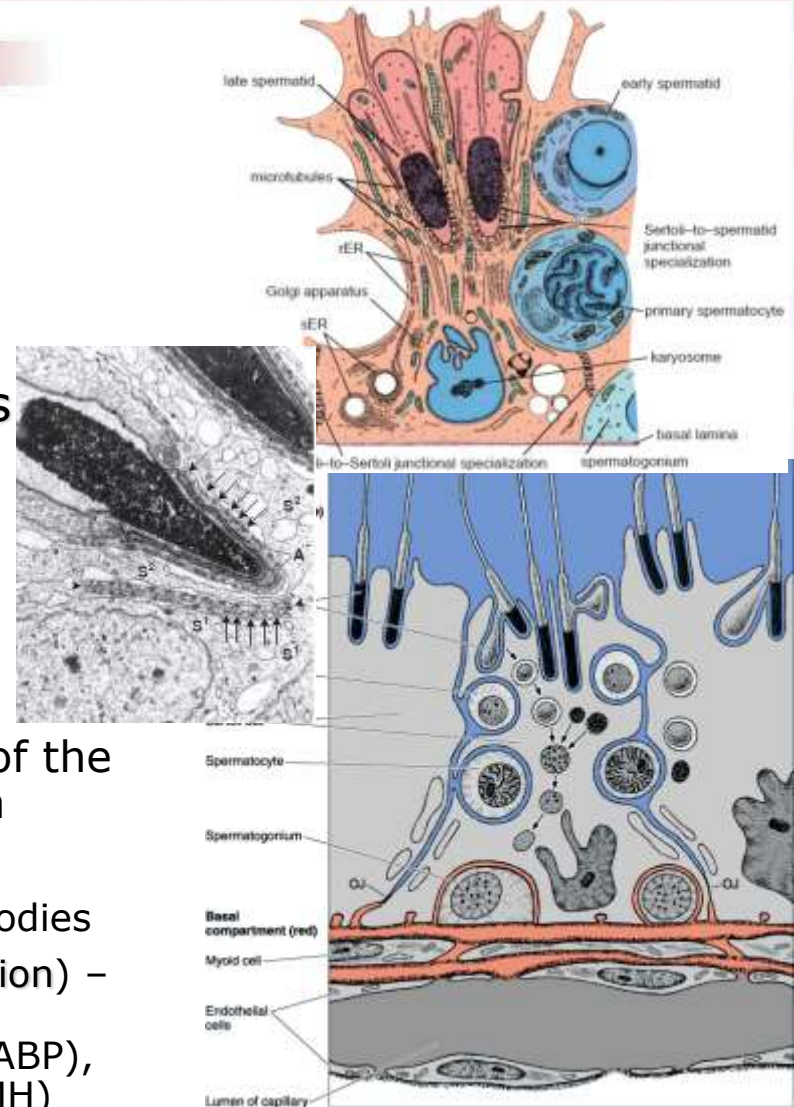 late spermatid
early spermatid
microtubules
Sertoli-to-spermatid
junctional
specialization
rER
Golgi apparatus
primary spermatocyte
sER
karyosome
basal lamina
li-to-Sertoli junctional specialization
spermatogonium
s
S2
A
S2
S1
S1
of the
Spermatocyte
Spermatogonium
OJ
OJ
odies
Basal
compartment (red)
ion) –
Myoid cell
Endothelial
cells
ABP),
Lumen of capillary